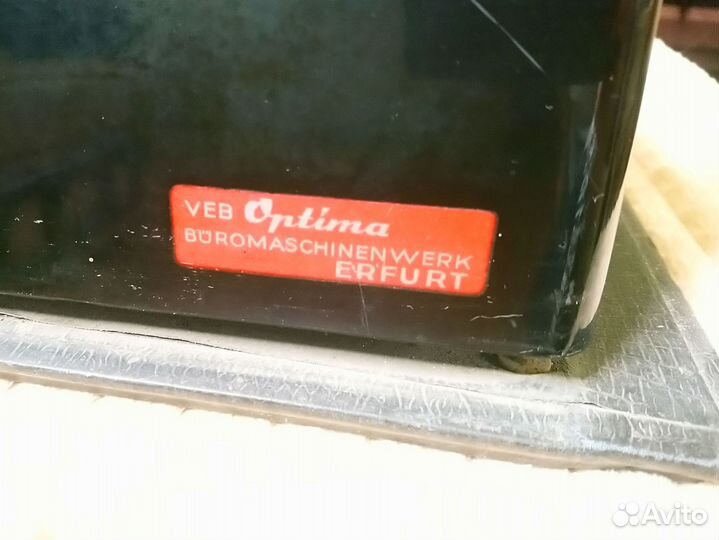 VEB Optima
BÜROMASCHINENWERK
ERFURT
Avito